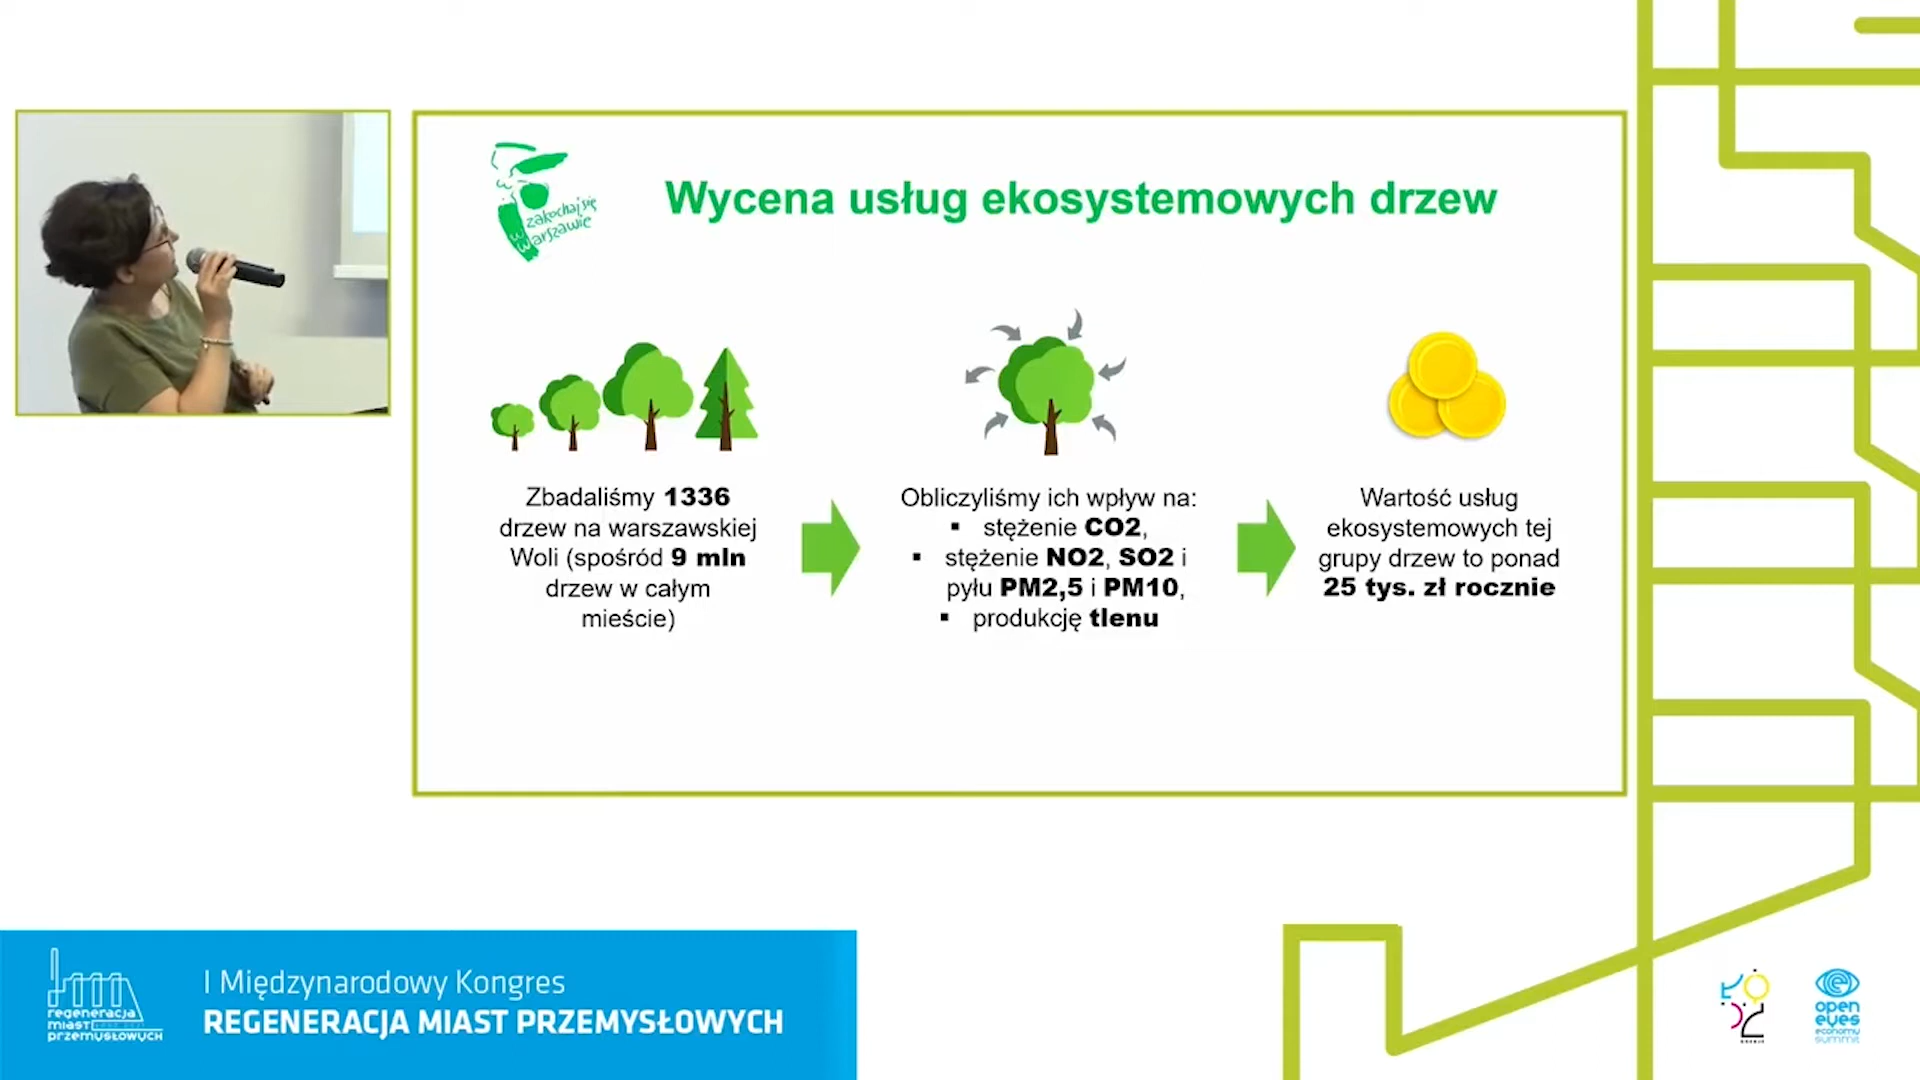 zakochaj się
w
warszawie
Wycena usług ekosystemowych drzew
Zbadaliśmy 1336
drzew na warszawskiej
Woli (spośród 9 mln
drzew w całym
mieście)
Obliczyliśmy ich wpływ na:
▪ stężenie CO2,
▪ stężenie NO2, SO2 i
pyłu PM2,5 i PM10,
▪ produkcję tlenu
Wartość usług
ekosystemowych tej
grupy drzew to ponad
25 tys. zł rocznie
regeneracja
miast
przemysłowych
I Międzynarodowy Kongres
REGENERACJA MIAST PRZEMYSŁOWYCH
open
eyes
economy
summit